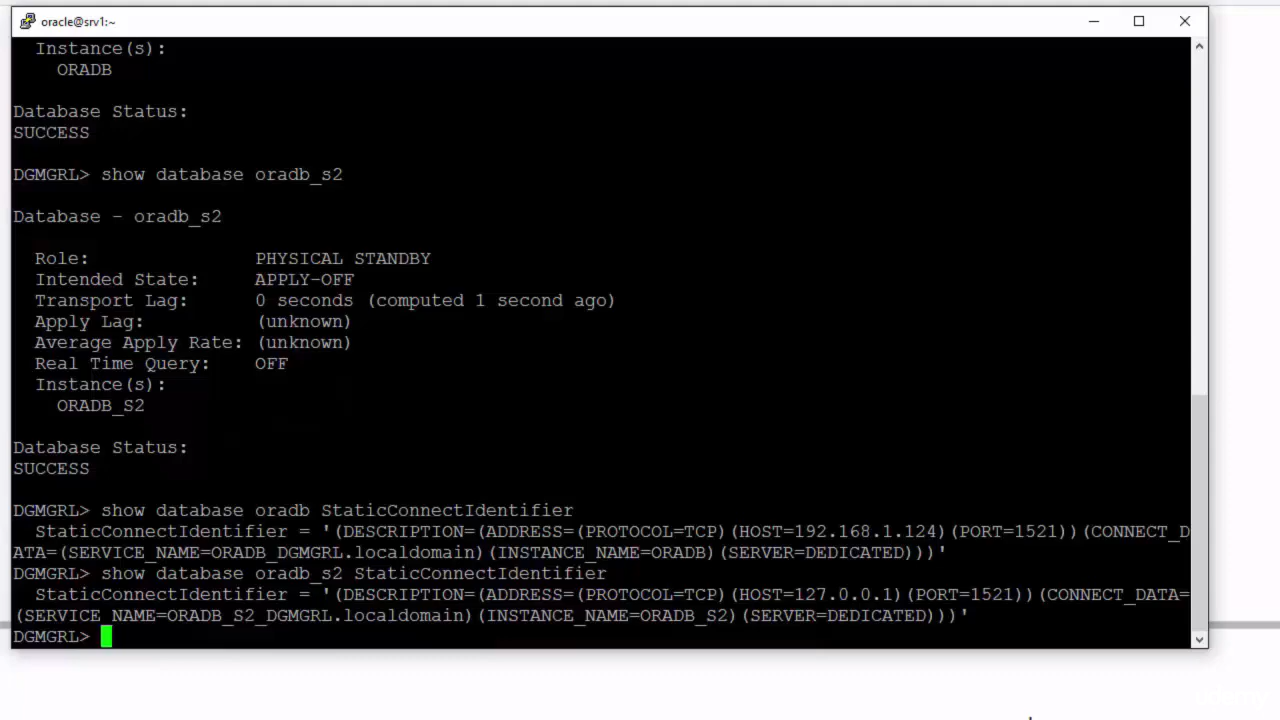 oracle@srv1:~
Instance(s):
ORADB
Database Status:
SUCCESS
DGMGRL> show database oradb_s2
Database - oradb_s2
Role: PHYSICAL STANDBY
Intended State: APPLY-OFF
Transport Lag: 0 seconds (computed 1 second ago)
Apply Lag: (unknown)
Average Apply Rate: (unknown)
Real Time Query: OFF
Instance(s):
ORADB_S2
Database Status:
SUCCESS
DGMGRL> show database oradb StaticConnectIdentifier
StaticConnectIdentifier = '(DESCRIPTION=(ADDRESS=(PROTOCOL=TCP)(HOST=192.168.1.124)(PORT=1521))(CONNECT_D
ATA=(SERVICE_NAME=ORADB_DGMGRL.localdomain)(INSTANCE_NAME=ORADB)(SERVER=DEDICATED)))'
DGMGRL> show database oradb_s2 StaticConnectIdentifier
StaticConnectIdentifier = '(DESCRIPTION=(ADDRESS=(PROTOCOL=TCP)(HOST=127.0.0.1)(PORT=1521))(CONNECT_DATA=
(SERVICE_NAME=ORADB_S2_DGMGRL.localdomain)(INSTANCE_NAME=ORADB_S2)(SERVER=DEDICATED)))'
DGMGRL>